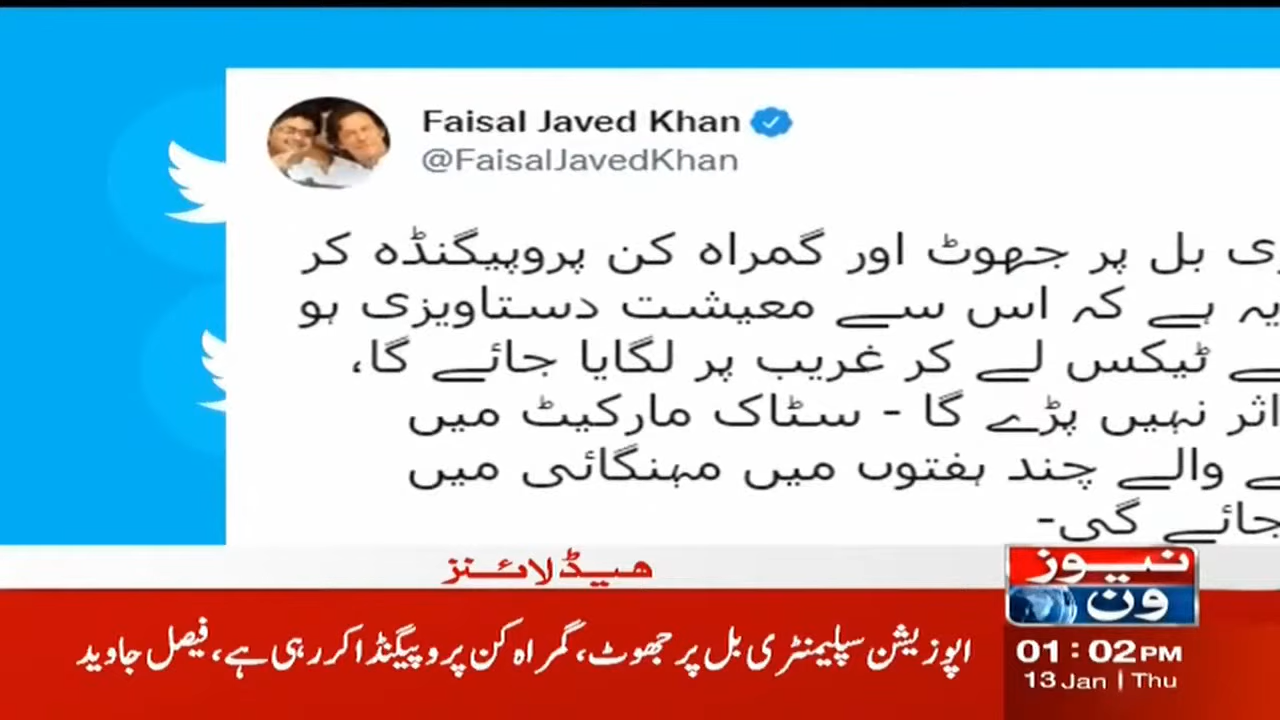 Faisal Javed Khan
@FaisalJavedKhan
بل پر جھوٹ اور گمراہ کن پروپیگنڈہ کر
یہ ہے کہ اس سے معیشت دستاویزی ہو
ٹیکس لے کر غریب پر لگایا جائے گا،
اثر نہیں پڑے گا - سٹاک مارکیٹ میں
والے چند ہفتوں میں مہنگائی میں
جائے گی-
ھیڈلائنز
نیوز
ون
اپوزیشن سپلیمنٹری بل پر جھوٹ، گمراہ کن پروپیگنڈا کر رہی ہے، فیصل جاوید
01:02PM
13 Jan | Thu